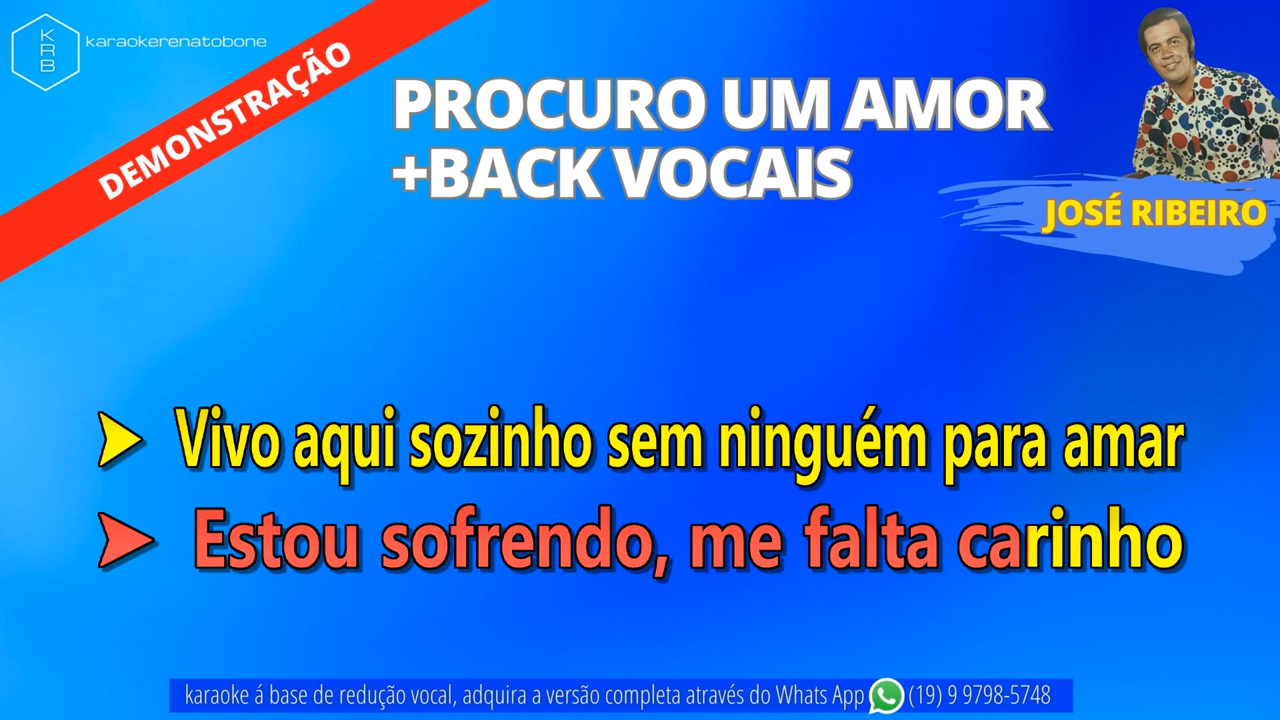 KRB
karaokerenatobone
DEMONSTRAÇÃO
PROCURO UM AMOR
+BACK VOCAIS
JOSÉ RIBEIRO
➤ Vivo aqui sozinho sem ninguém para amar
➤ Estou sofrendo, me falta carinho
karaoke á base de redução vocal, adquira a versão completa através do Whats App (19) 9 9798-5748